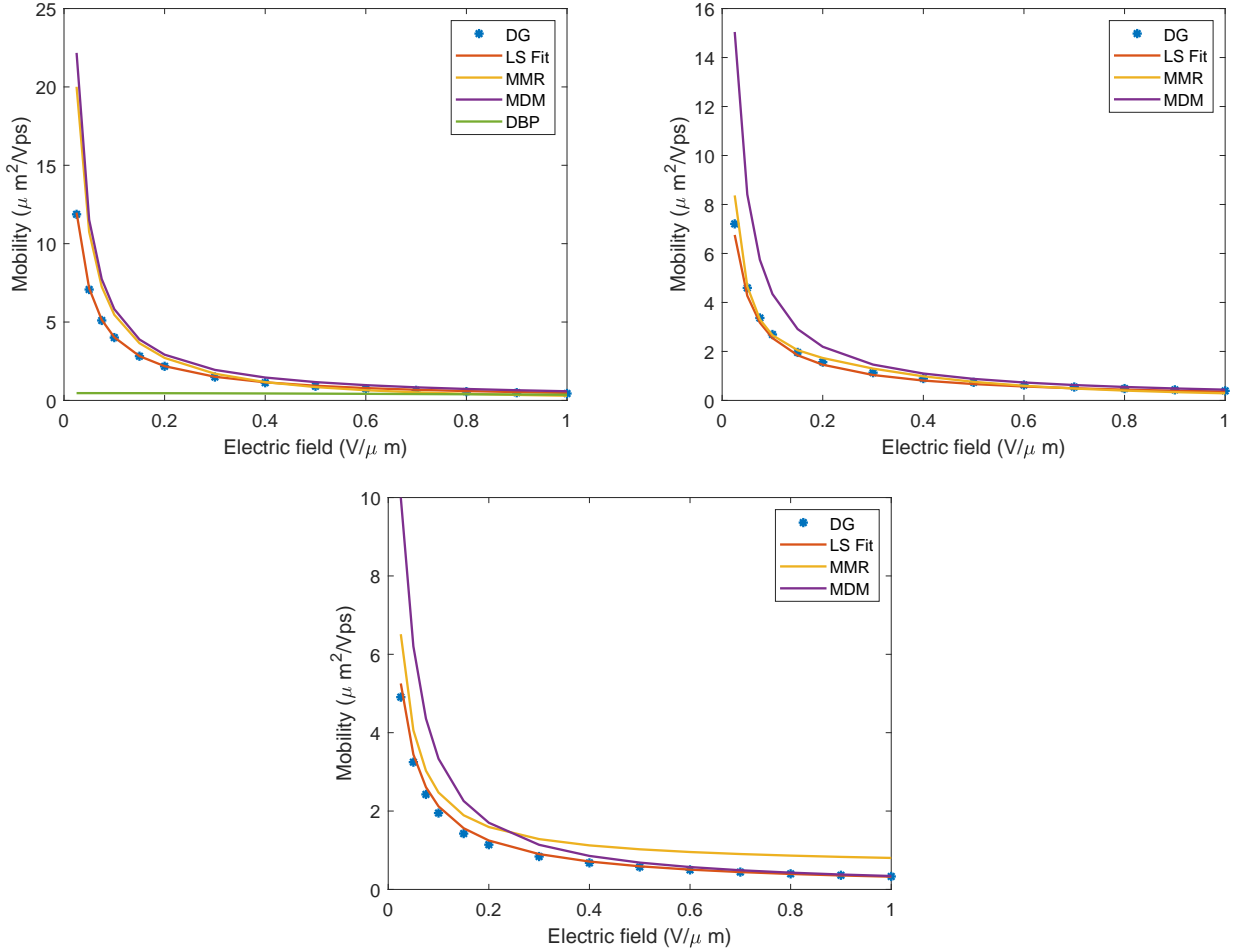 25
20
15
10
5
0
Mobility (μ m²/Vps)
0
0.2
0.4
0.6
0.8
1
Electric field (V/μ m)
DG
LS Fit
MMR
MDM
DBP
16
14
12
10
8
6
4
2
0
Mobility (μ m²/Vps)
0
0.2
0.4
0.6
0.8
1
Electric field (V/μ m)
DG
LS Fit
MMR
MDM
10
8
6
4
2
0
Mobility (μ m²/Vps)
0
0.2
0.4
0.6
0.8
1
Electric field (V/μ m)
DG
LS Fit
MMR
MDM